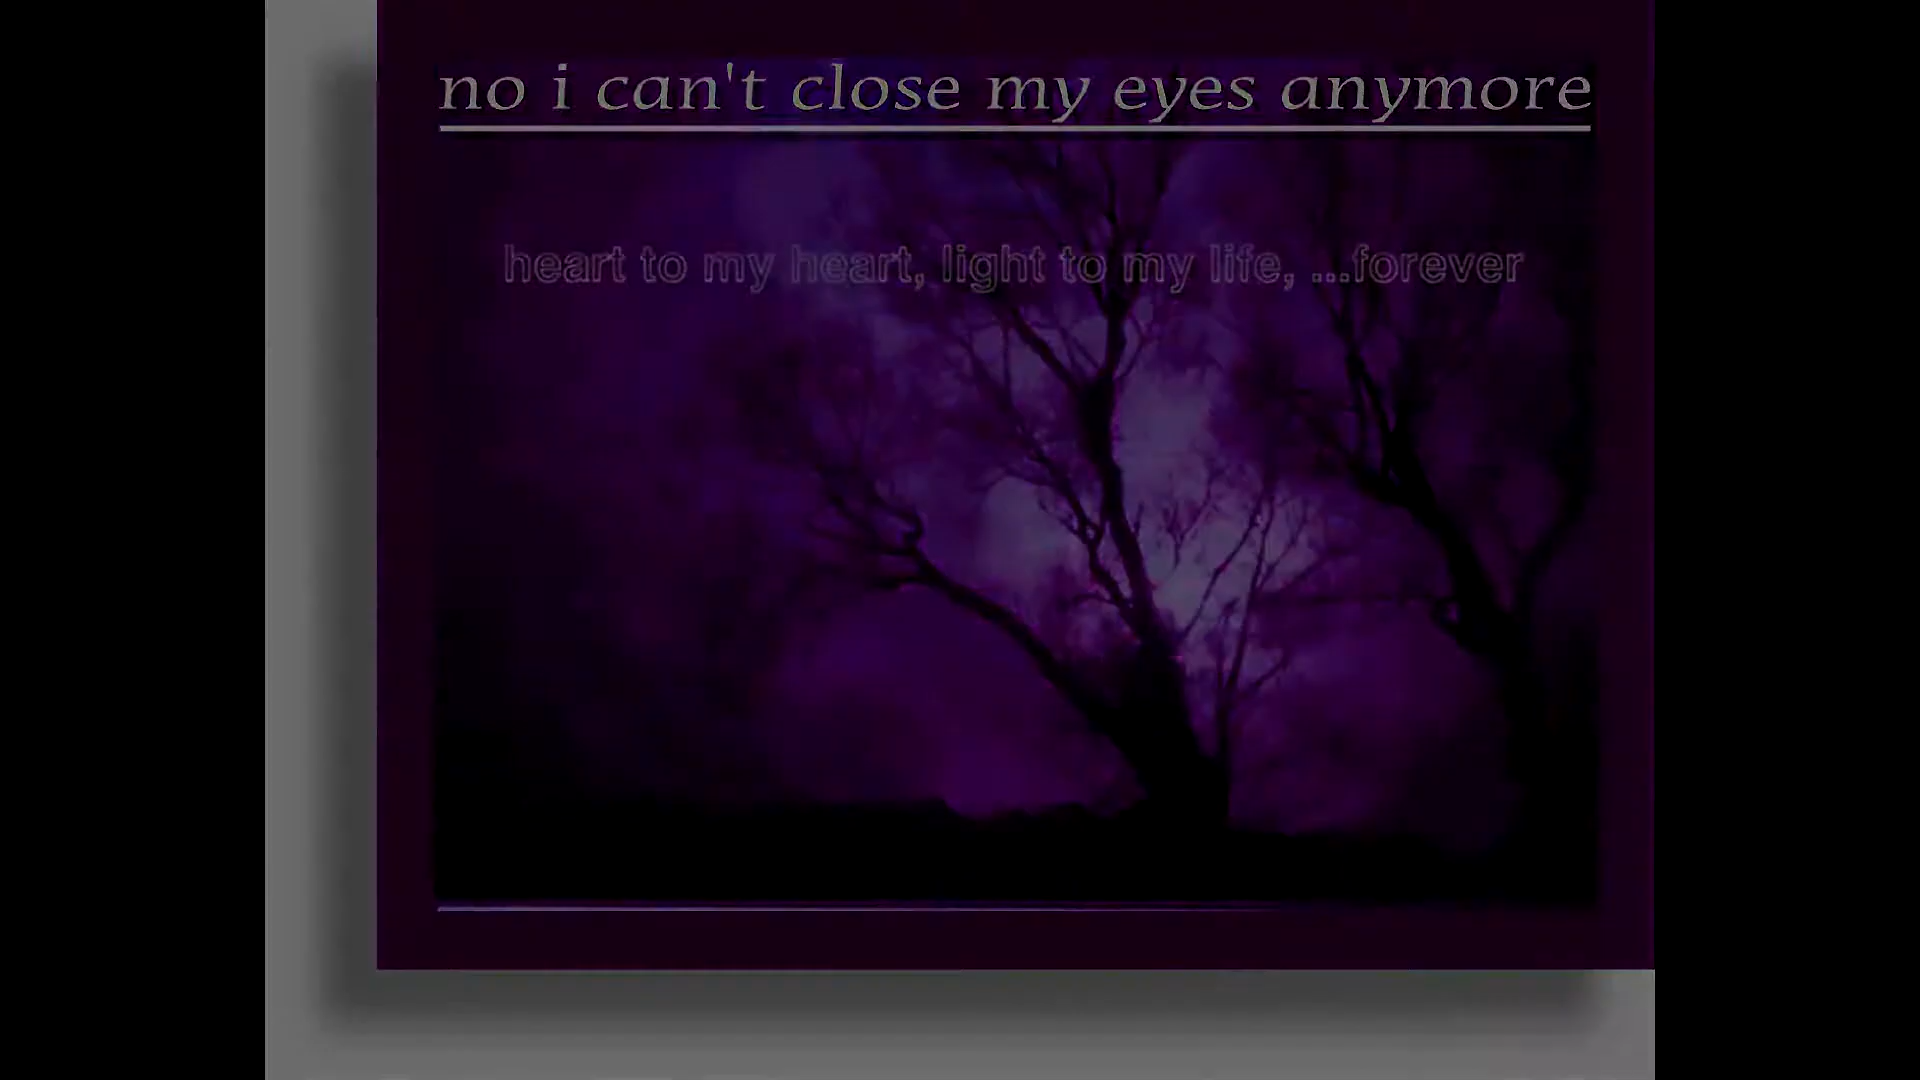 no i can't close my eyes anymore
heart to my heart, light to my life, ...forever